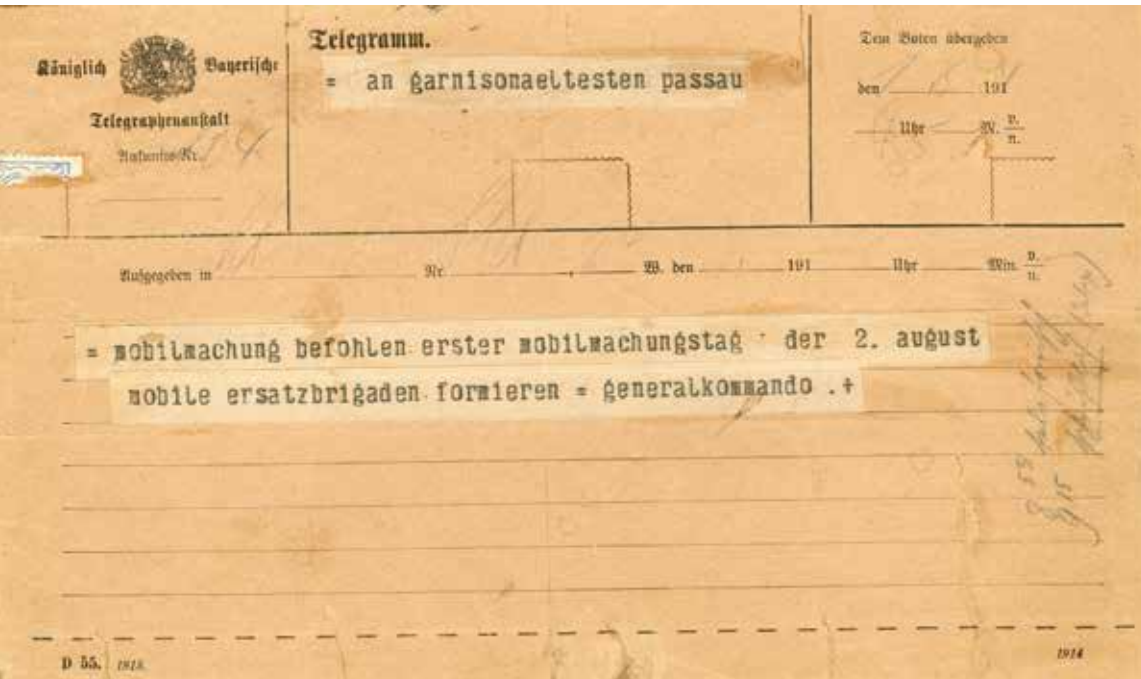 Königlich Bayerische
Telegraphenanstalt
Telegramm.
= an garnisonaeltesten passau
Dem Boten übergeben
den 191
Uhr M. v./n.
Aufgegeben in Nr. W. den 191 Uhr Min. v./n.
= mobilmachung befohlen erster mobilmachungstag der 2. august
mobile ersatzbrigaden formieren = generalkommando .+
D 55. 1914